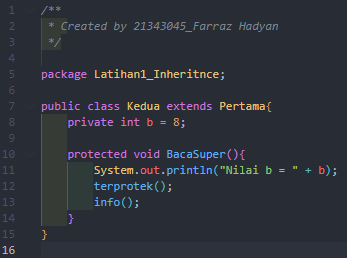 1 /**
2  * Created by 21343045_Farraz Hadyan
3  */
4
5 package Latihan1_Inheritnce;
6
7 public class Kedua extends Pertama{
8     private int b = 8;
9
10     protected void BacaSuper(){
11         System.out.println("Nilai b = " + b);
12         terprotek();
13         info();
14     }
15 }
16